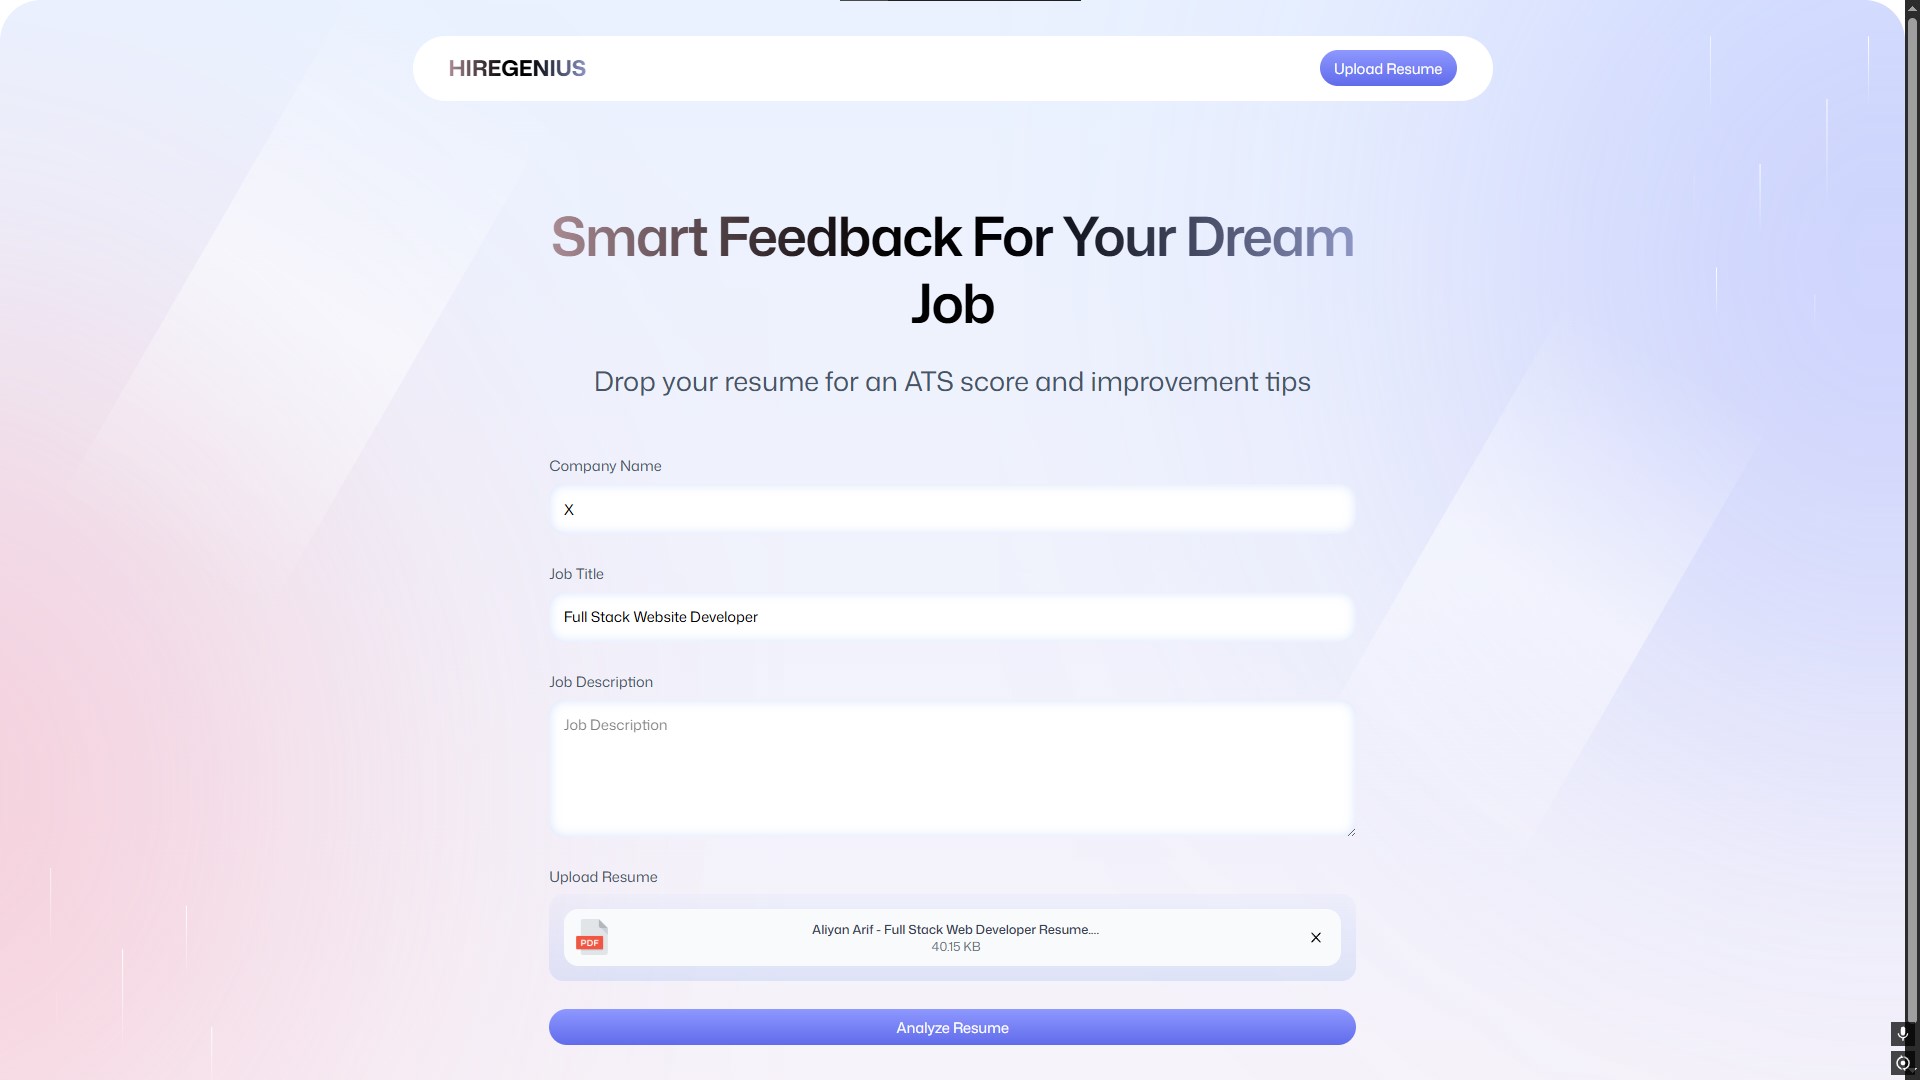 HIREGENIUS
Upload Resume
Smart Feedback For Your Dream
Job
Drop your resume for an ATS score and improvement tips
Company Name
X
Job Title
Full Stack Website Developer
Job Description
Job Description
Upload Resume
PDF
Aliyan Arif - Full Stack Web Developer Resume....
40.15 KB
Analyze Resume